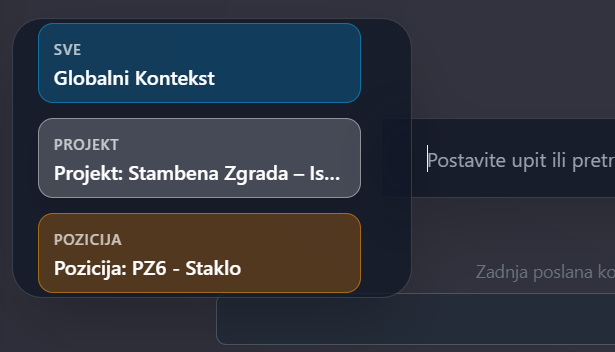 SVE
Globalni Kontekst
PROJEKT
Projekt: Stambena Zgrada – Is...
Postavite upit ili pretr
POZICIJA
Pozicija: PZ6 - Staklo
Zadnja poslana ko